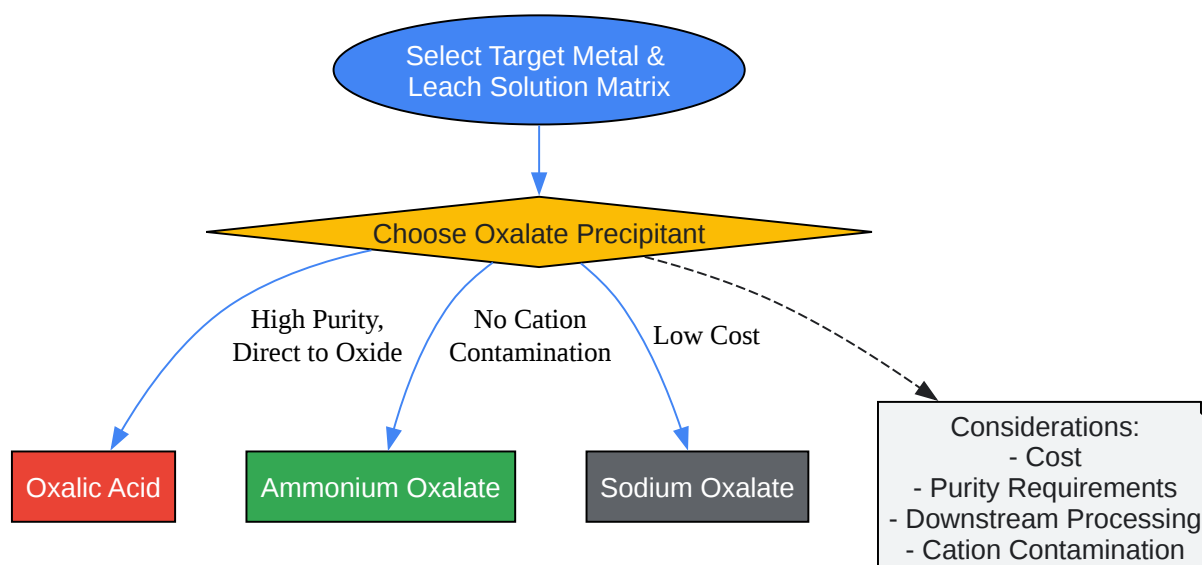 Select Target Metal &
Leach Solution Matrix
Choose Oxalate Precipitant
High Purity,
Direct to Oxide
No Cation
Contamination
Low Cost
Oxalic Acid
Ammonium Oxalate
Sodium Oxalate
Considerations:
- Cost
- Purity Requirements
- Downstream Processing
- Cation Contamination